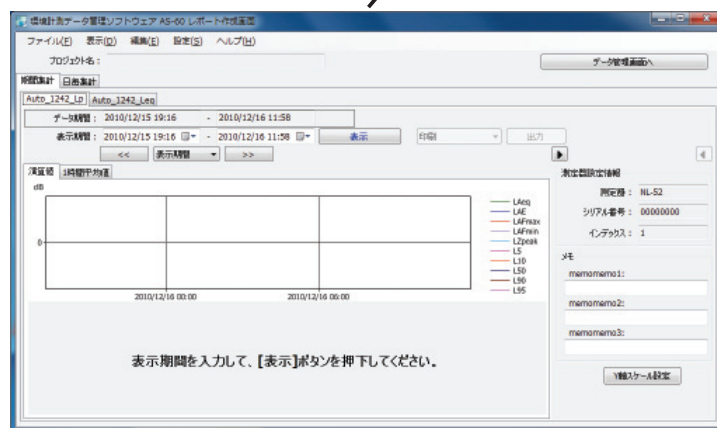 環境計測データ管理ソフトウェア AS-60 レポート作成画面
ファイル(F) 表示(D) 編集(E) 設定(S) ヘルプ(H)
プロジェクト名：
データ管理画面へ
期間集計 日毎集計
Auto_1242_Lp Auto_1242_Leq
データ期間： 2010/12/15 19:16 - 2010/12/16 11:58
表示期間： 2010/12/15 19:16 - 2010/12/16 11:58 表示 印刷 出力
<< 表示期間 >>
演算値 1時間平均値
dB
0
2010/12/16 00:00 2010/12/16 06:00
LAeq
LAE
LAFmax
LAFmin
LZpeak
L5
L10
L50
L90
L95
表示期間を入力して、[表示]ボタンを押下してください。
測定器設定情報
測定器： NL-52
シリアル番号： 00000000
インデックス： 1
メモ
memomemo1:
memomemo2:
memomemo3:
Y軸スケール設定